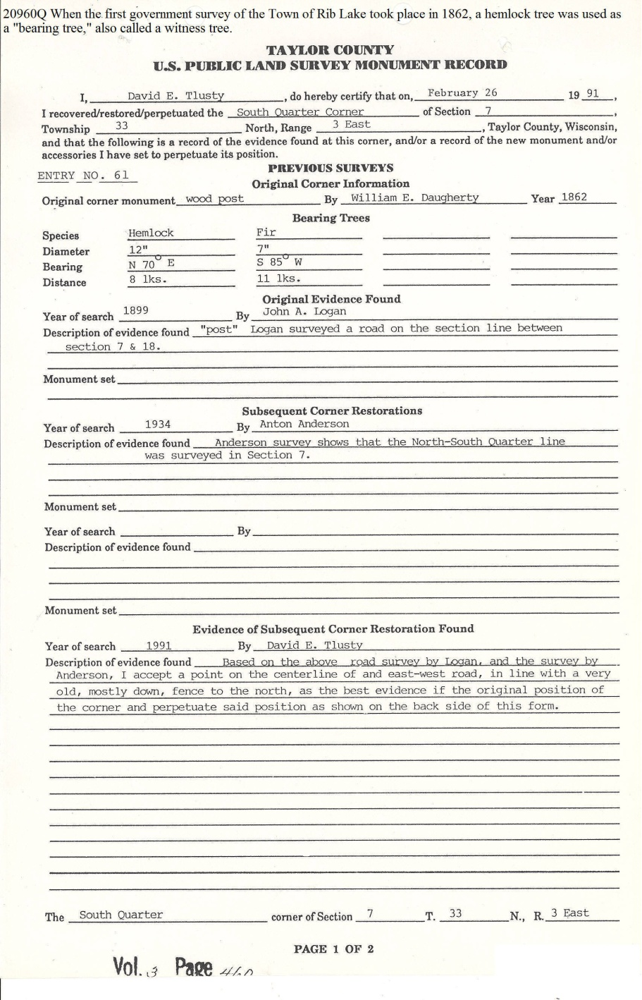 20960Q When the first government survey of the Town of Rib Lake took place in 1862, a hemlock tree was used as
a "bearing tree," also called a witness tree.
TAYLOR COUNTY
U.S. PUBLIC LAND SURVEY MONUMENT RECORD
I, David E. Tlusty, do hereby certify that on, February 26 19 91,
I recovered/restored/perpetuated the South Quarter Corner of Section 7,
Township 33 North, Range 3 East, Taylor County, Wisconsin,
and that the following is a record of the evidence found at this corner, and/or a record of the new monument and/or
accessories I have set to perpetuate its position.
ENTRY NO. 61
PREVIOUS SURVEYS
Original Corner Information
Original corner monument wood post By William E. Daugherty Year 1862
Bearing Trees
Species Hemlock Fir
Diameter 12" 7"
Bearing N 70° E S 85° W
Distance 8 lks. 11 lks.
Original Evidence Found
Year of search 1899 By John A. Logan
Description of evidence found "post" Logan surveyed a road on the section line between
section 7 & 18.
Monument set
Subsequent Corner Restorations
Year of search 1934 By Anton Anderson
Description of evidence found Anderson survey shows that the North-South Quarter line
was surveyed in Section 7.
Monument set
Year of search By
Description of evidence found
Monument set
Evidence of Subsequent Corner Restoration Found
Year of search 1991 By David E. Tlusty
Description of evidence found Based on the above road survey by Logan, and the survey by
Anderson, I accept a point on the centerline of and east-west road, in line with a very
old, mostly down, fence to the north, as the best evidence if the original position of
the corner and perpetuate said position as shown on the back side of this form.
The South Quarter corner of Section 7 T. 33 N., R. 3 East
PAGE 1 OF 2
Vol. 3 Page